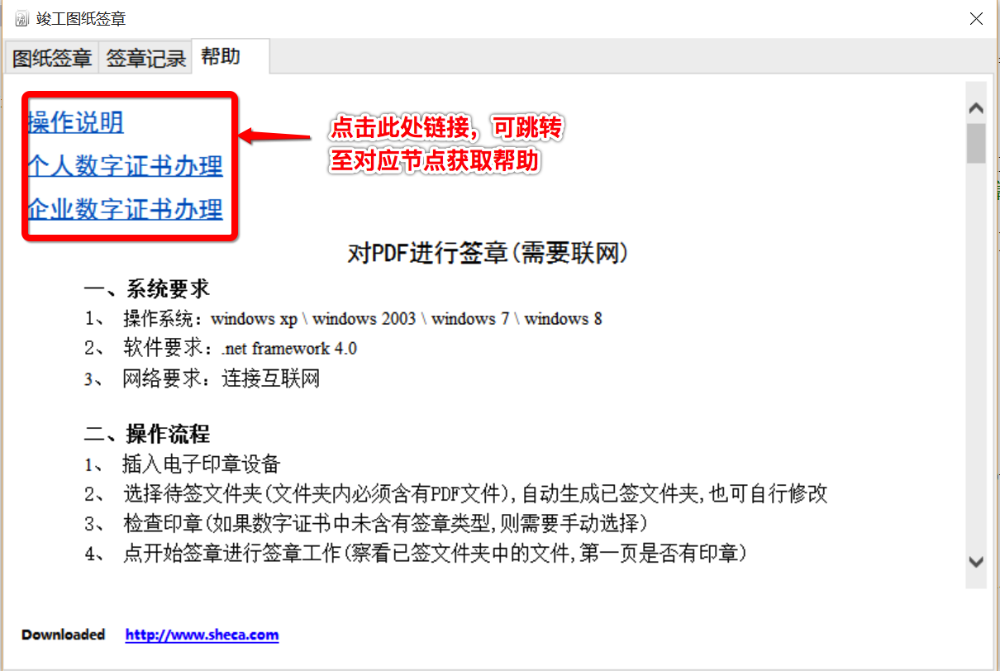 竣工图纸签章
图纸签章 签章记录 帮助
操作说明
个人数字证书办理
企业数字证书办理
点击此处链接，可跳转
至对应节点获取帮助
对PDF进行签章(需要联网)
一、系统要求
1、 操作系统：windows xp \ windows 2003 \ windows 7 \ windows 8
2、 软件要求：.net framework 4.0
3、 网络要求：连接互联网
二、操作流程
1、 插入电子印章设备
2、 选择待签文件夹(文件夹内必须含有PDF文件),自动生成已签文件夹,也可自行修改
3、 检查印章(如果数字证书中未含有签章类型,则需要手动选择)
4、 点开始签章进行签章工作(察看已签文件夹中的文件,第一页是否有印章)
Downloaded http://www.sheca.com